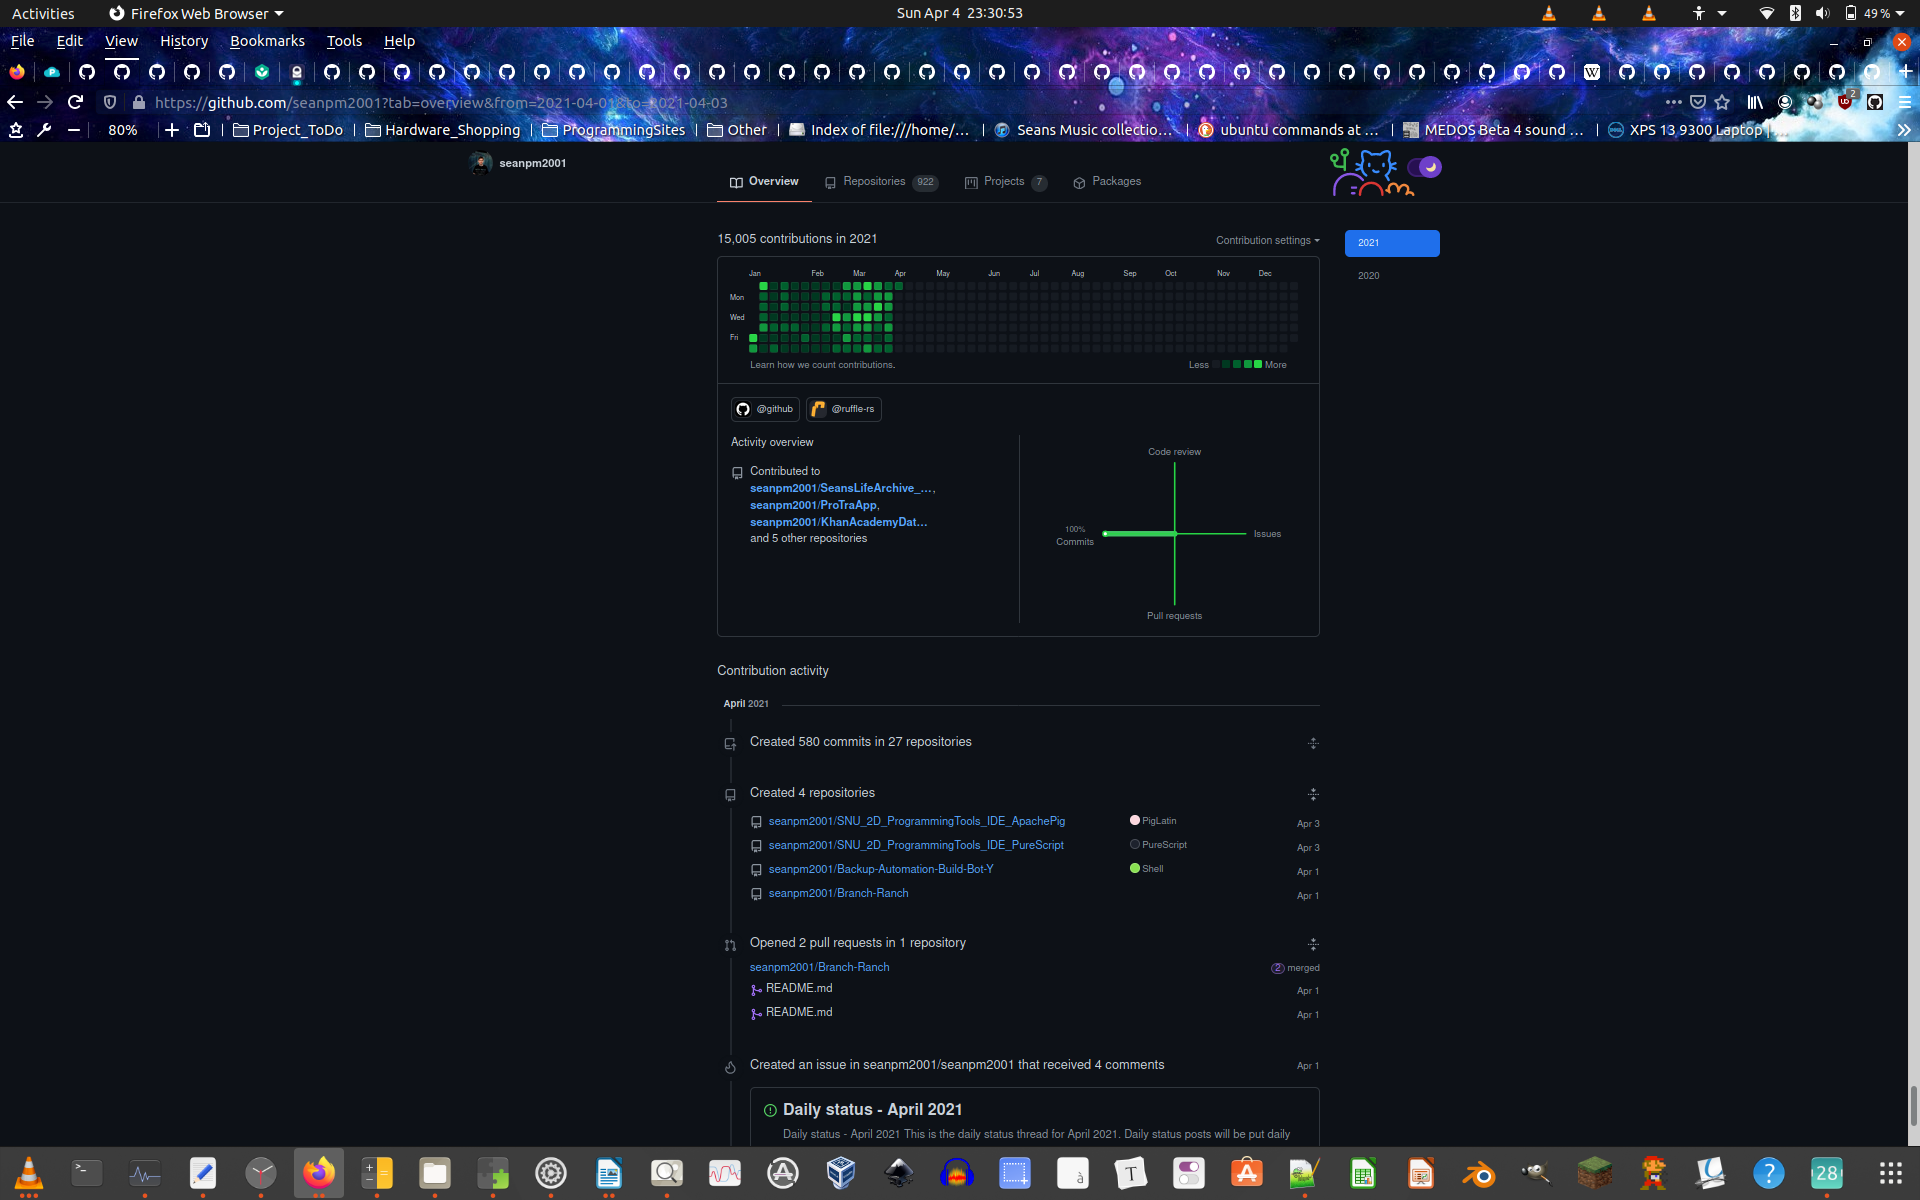 Activities
Firefox Web Browser
Sun Apr 4 23:30:53
49 %
File Edit View History Bookmarks Tools Help
https://github.com/seanpm2001?tab=overview&from=2021-04-01&to=2021-04-03
2
80%
Project_ToDo
Hardware_Shopping
ProgrammingSites
Other
Index of file:///home/...
Seans Music collectio...
ubuntu commands at ...
MEDOS Beta 4 sound ...
XPS 13 9300 Laptop | ...
seanpm2001
Overview
Repositories 922
Projects 7
Packages
15,005 contributions in 2021
Contribution settings
2021
2020
Jan Feb Mar Apr May Jun Jul Aug Sep Oct Nov Dec
Mon
Wed
Fri
Learn how we count contributions.
Less More
@github
@ruffle-rs
Activity overview
Contributed to
seanpm2001/SeansLifeArchive_...,
seanpm2001/ProTraApp,
seanpm2001/KhanAcademyDat...
and 5 other repositories
Code review
100%
Commits
Issues
Pull requests
Contribution activity
April 2021
Created 580 commits in 27 repositories
Created 4 repositories
seanpm2001/SNU_2D_ProgrammingTools_IDE_ApachePig PigLatin Apr 3
seanpm2001/SNU_2D_ProgrammingTools_IDE_PureScript PureScript Apr 3
seanpm2001/Backup-Automation-Build-Bot-Y Shell Apr 1
seanpm2001/Branch-Ranch Apr 1
Opened 2 pull requests in 1 repository
seanpm2001/Branch-Ranch 2 merged
README.md Apr 1
README.md Apr 1
Created an issue in seanpm2001/seanpm2001 that received 4 comments Apr 1
Daily status - April 2021
Daily status - April 2021 This is the daily status thread for April 2021. Daily status posts will be put daily
28